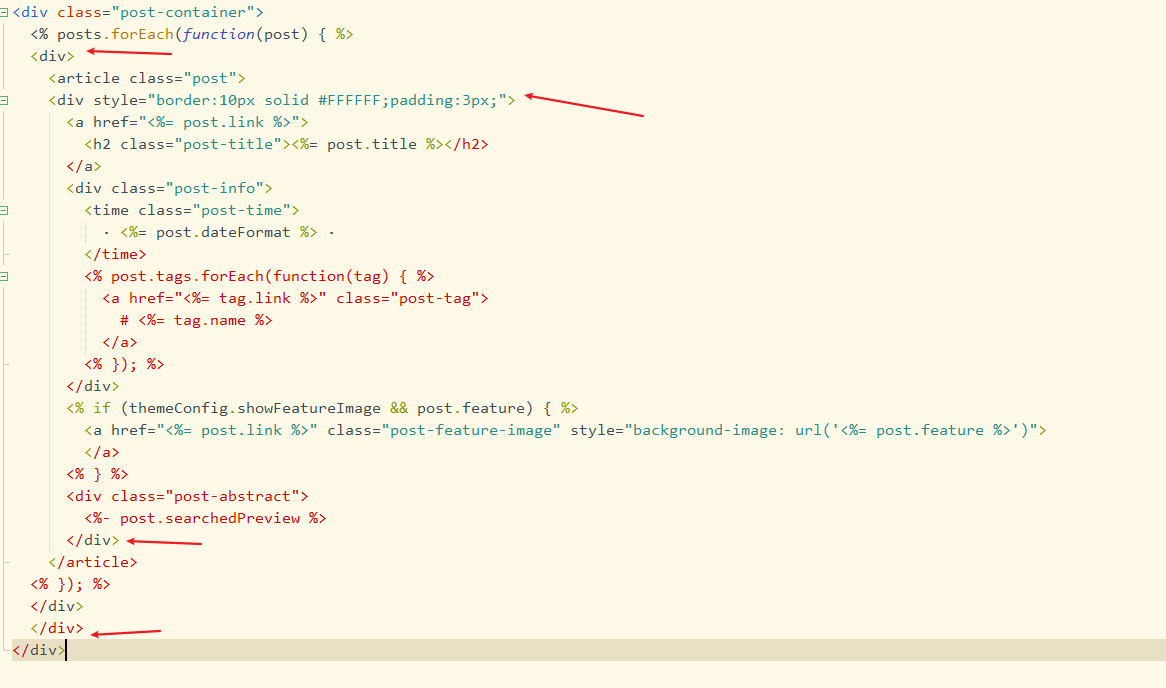 <div class="post-container">
  <% posts.forEach(function(post) { %>
  <div>
    <article class="post">
    <div style="border:10px solid #FFFFFF;padding:3px;">
      <a href="<%= post.link %>">
        <h2 class="post-title"><%= post.title %></h2>
      </a>
      <div class="post-info">
        <time class="post-time">
          · <%= post.dateFormat %> ·
        </time>
        <% post.tags.forEach(function(tag) { %>
          <a href="<%= tag.link %>" class="post-tag">
            # <%= tag.name %>
          </a>
        <% }); %>
      </div>
      <% if (themeConfig.showFeatureImage && post.feature) { %>
        <a href="<%= post.link %>" class="post-feature-image" style="background-image: url('<%= post.feature %>')">
        </a>
      <% } %>
      <div class="post-abstract">
        <%- post.searchedPreview %>
      </div>
    </article>
  <% }); %>
  </div>
  </div>
</div>